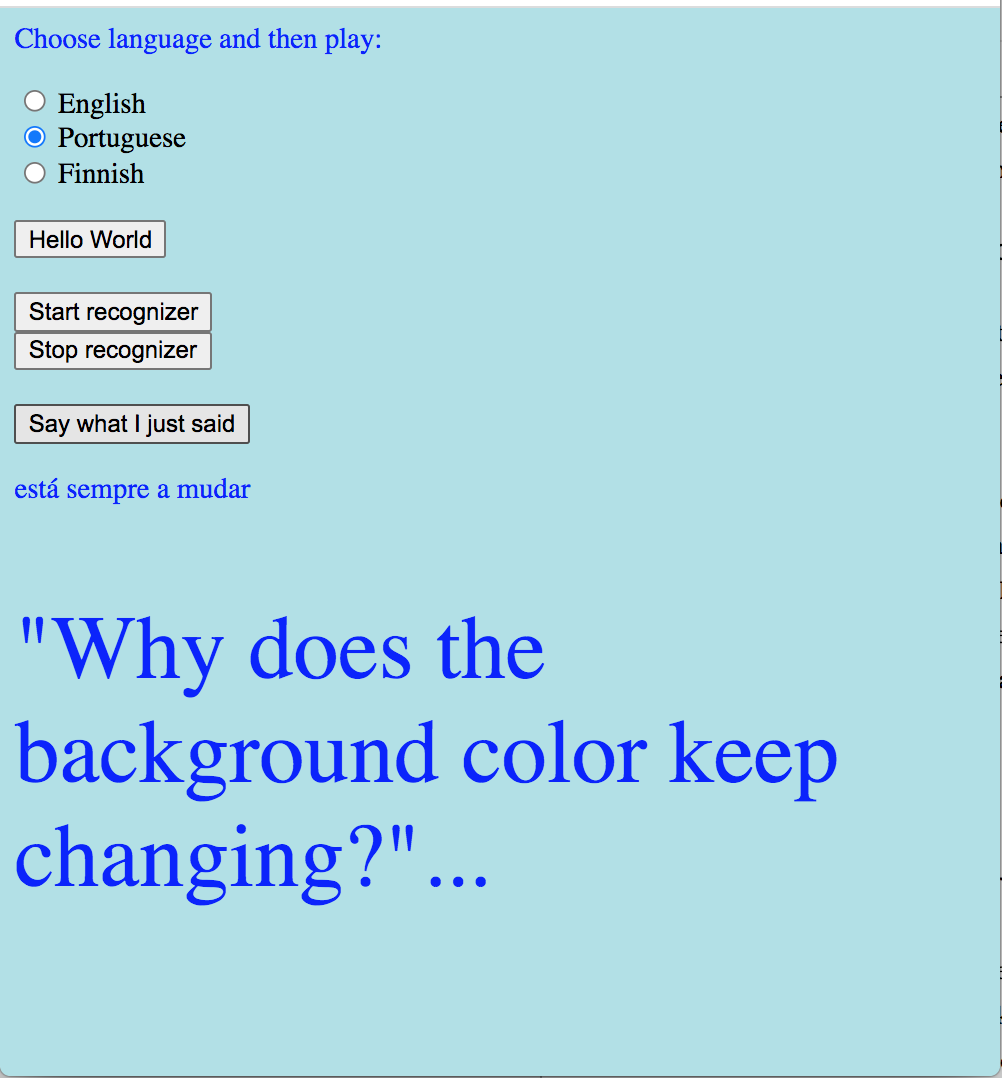 Choose language and then play:
English
Portuguese
Finnish
Hello World
Start recognizer
Stop recognizer
Say what I just said
está sempre a mudar
"Why does the
background color keep
changing?"...